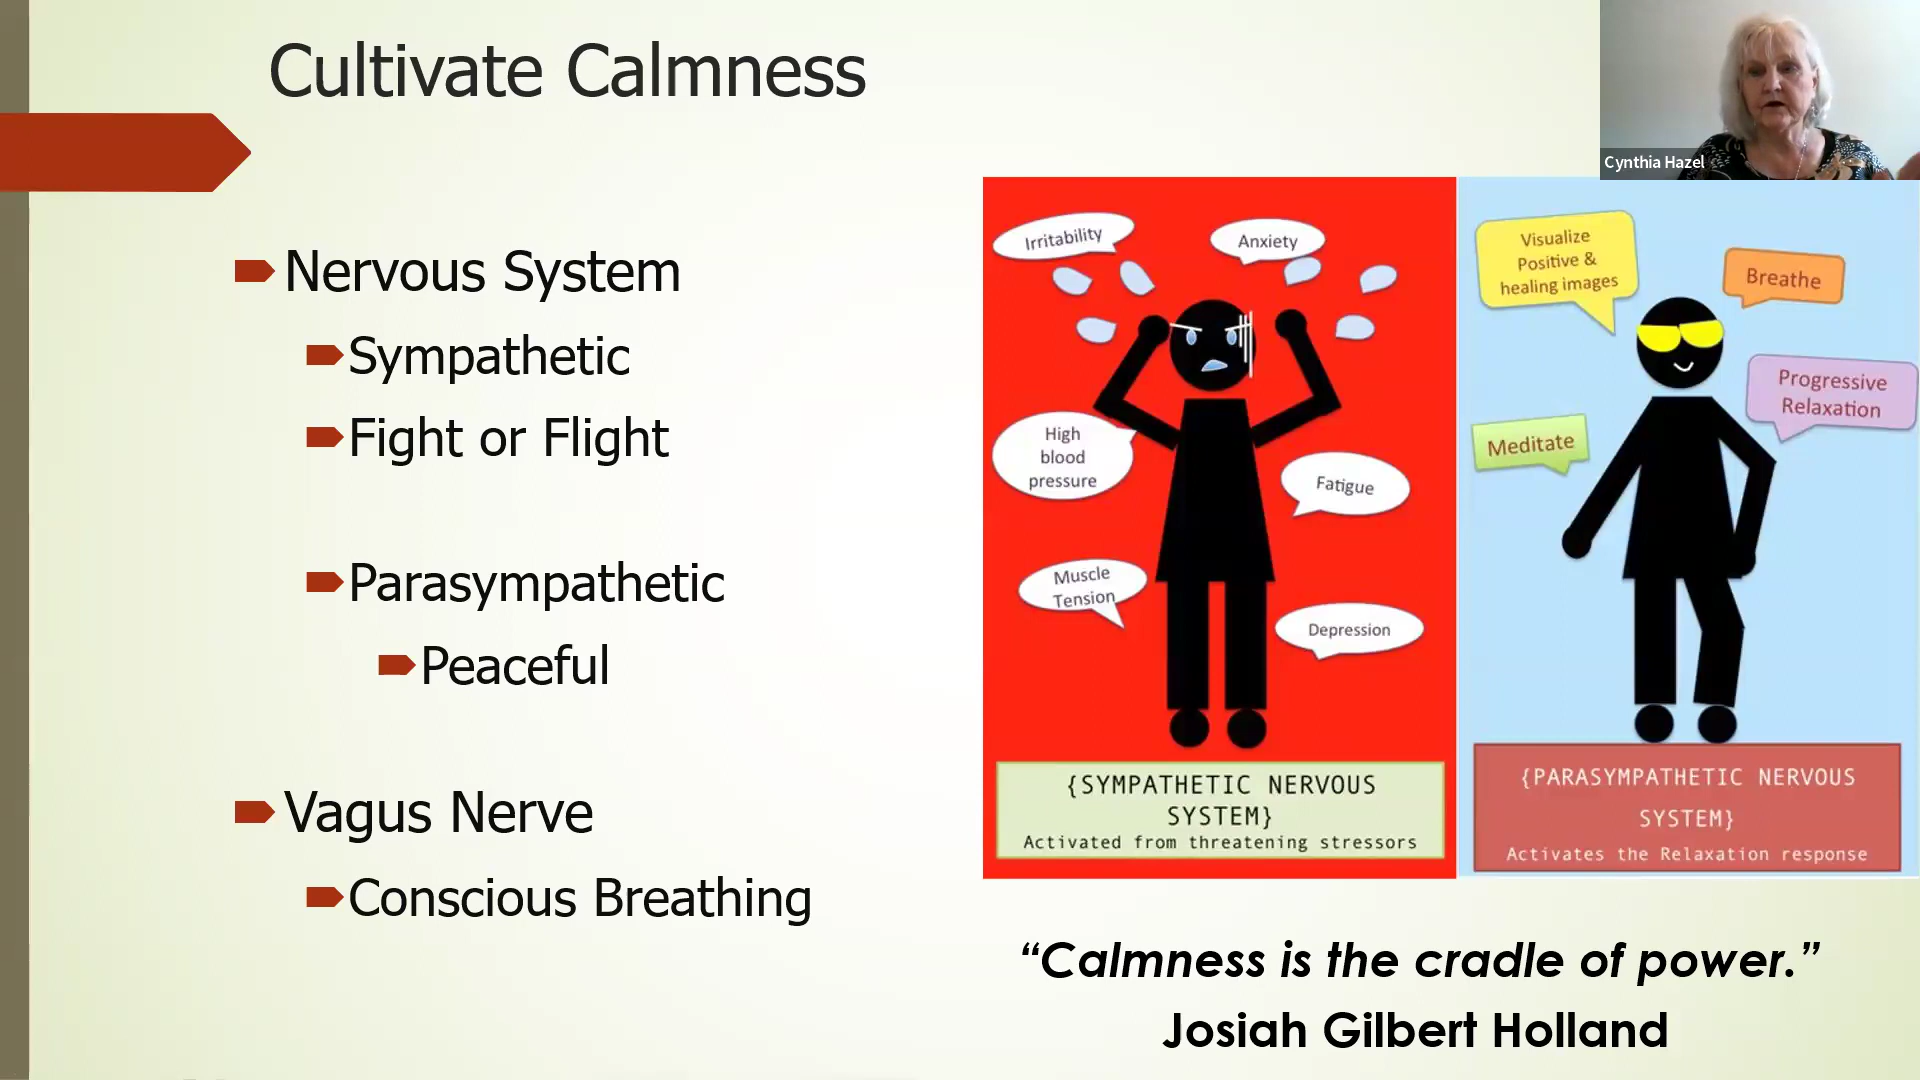 Cultivate Calmness
Cynthia Hazel
Nervous System
Sympathetic
Fight or Flight
Parasympathetic
Peaceful
Vagus Nerve
Conscious Breathing
Irritability
Anxiety
High
blood
pressure
Fatigue
Muscle
Tension
Depression
{SYMPATHETIC NERVOUS
SYSTEM}
Activated from threatening stressors
Visualize
Positive &
healing images
Breathe
Progressive
Relaxation
Meditate
{PARASYMPATHETIC NERVOUS
SYSTEM}
Activates the Relaxation response
“Calmness is the cradle of power.”
Josiah Gilbert Holland